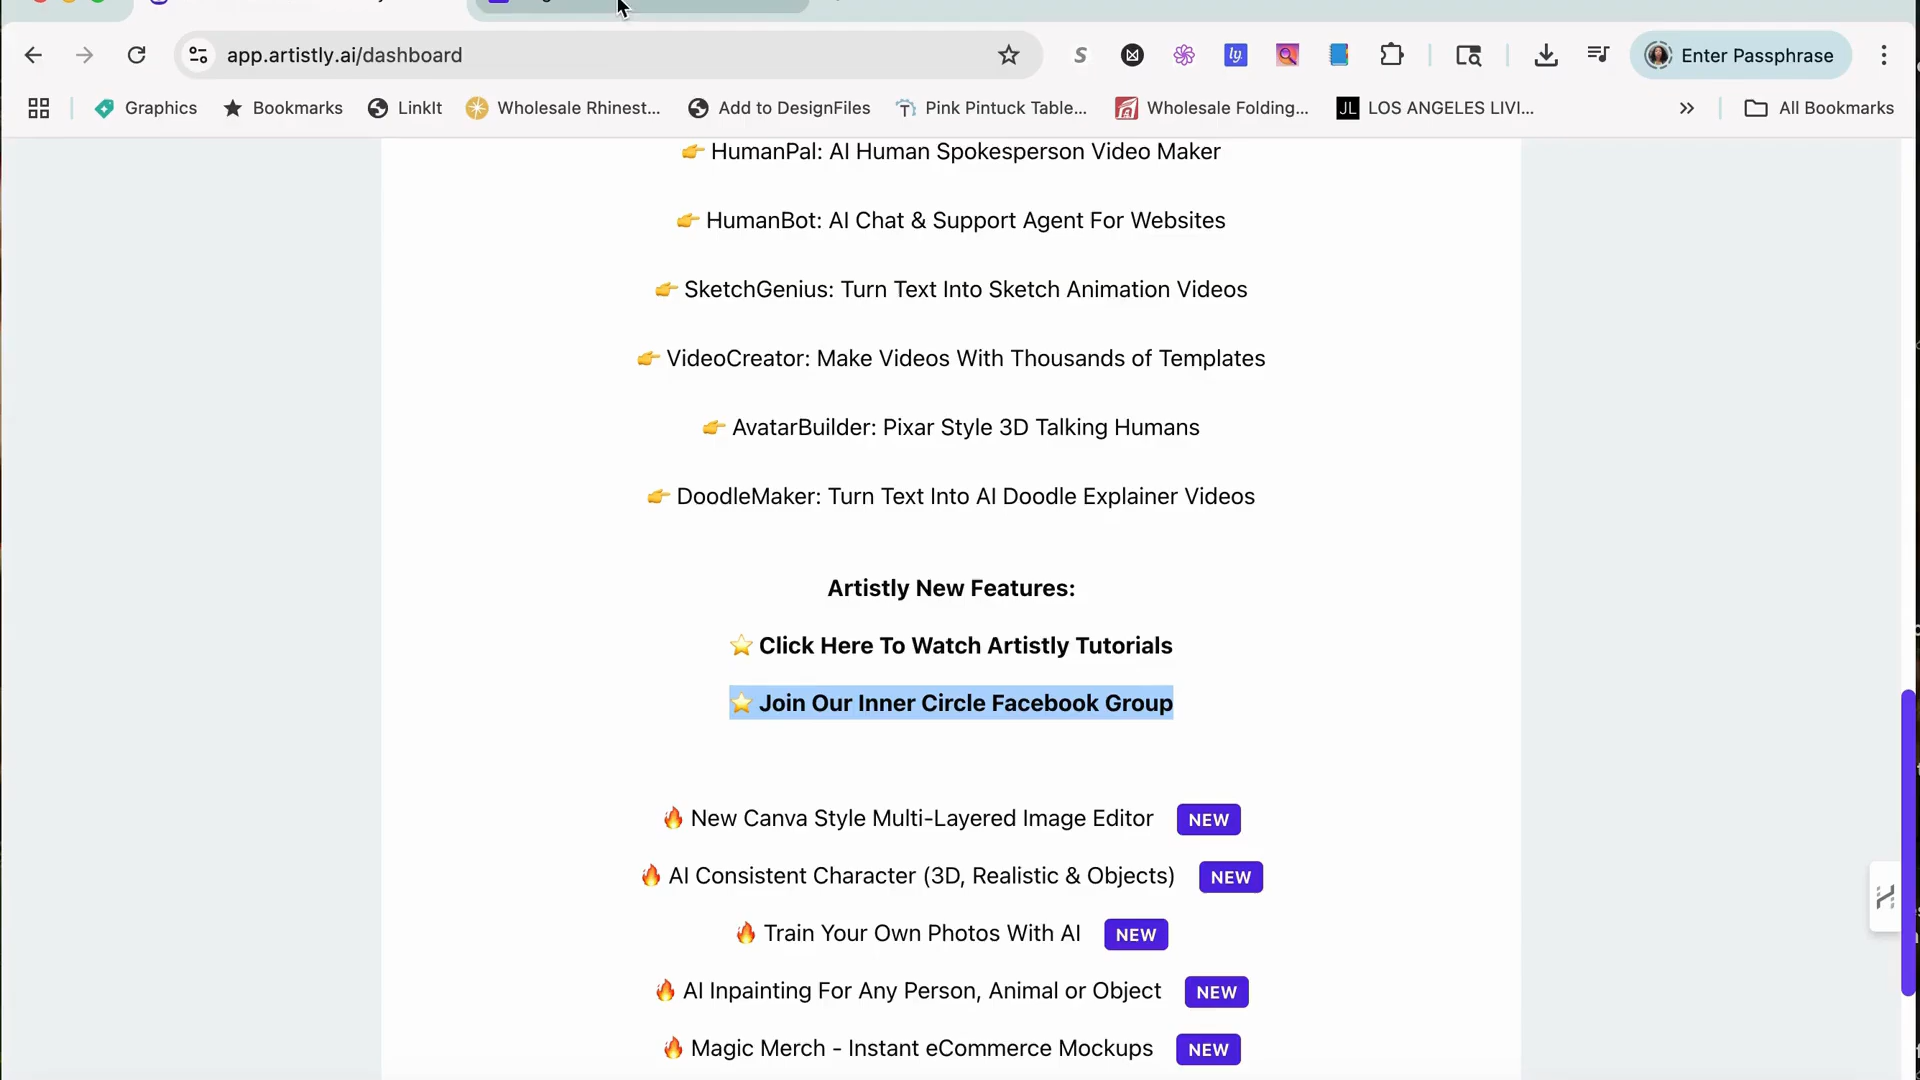 app.artistly.ai/dashboard
Enter Passphrase
Graphics
Bookmarks
LinkIt
Wholesale Rhinest...
Add to DesignFiles
Pink Pintuck Table...
Wholesale Folding...
JL
LOS ANGELES LIVI...
All Bookmarks
👉 HumanPal: AI Human Spokesperson Video Maker
👉 HumanBot: AI Chat & Support Agent For Websites
👉 SketchGenius: Turn Text Into Sketch Animation Videos
👉 VideoCreator: Make Videos With Thousands of Templates
👉 AvatarBuilder: Pixar Style 3D Talking Humans
👉 DoodleMaker: Turn Text Into AI Doodle Explainer Videos
Artistly New Features:
⭐ Click Here To Watch Artistly Tutorials
⭐ Join Our Inner Circle Facebook Group
🔥 New Canva Style Multi-Layered Image Editor NEW
🔥 AI Consistent Character (3D, Realistic & Objects) NEW
🔥 Train Your Own Photos With AI NEW
🔥 AI Inpainting For Any Person, Animal or Object NEW
🔥 Magic Merch - Instant eCommerce Mockups NEW